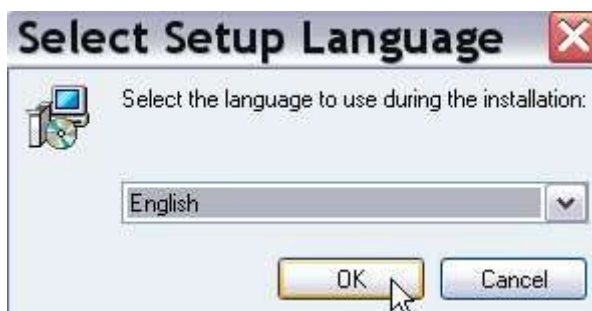 Select Setup Language
Select the language to use during the installation:
English
OK Cancel